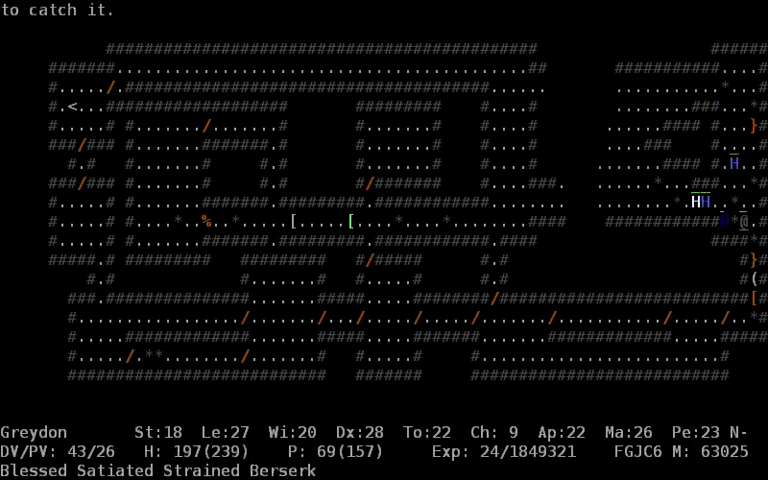 to catch it.
Greydon St:18 Le:27 Wi:20 Dx:28 To:22 Ch: 9 Ap:22 Ma:26 Pe:23 N-
DV/PV: 43/26 H: 197(239) P: 69(157) Exp: 24/1849321 FGJC6 M: 63025
Blessed Satiated Strained Berserk